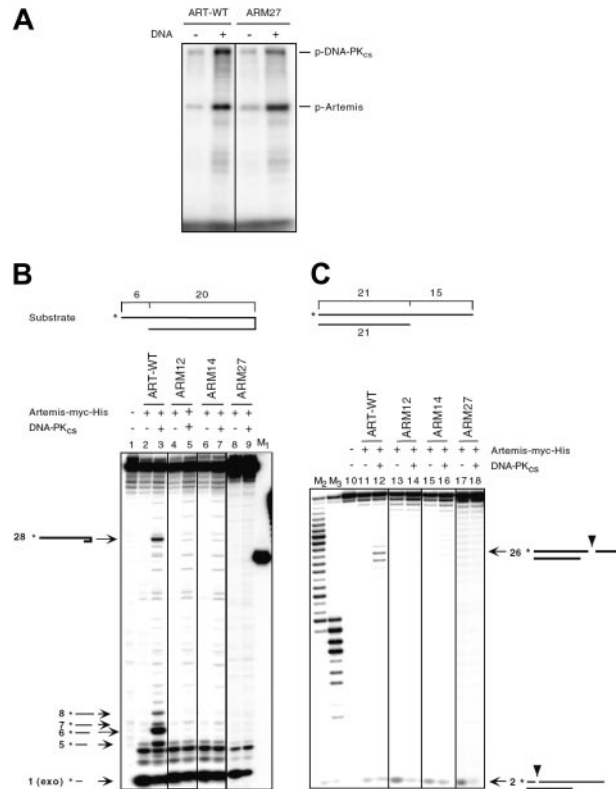 A
ART-WT ARM27
DNA - + - +
p-DNA-PKcs
p-Artemis
B
6 20
Substrate
*
ART-WT ARM12 ARM14 ARM27
Artemis-myc-His - + + + + + + + +
DNA-PKcs - - + - + - + - +
1 2 3 4 5 6 7 8 9 M1
28 *
8 *
7 *
6 *
5 *
1 (exo) *
C
21 15
*
21
ART-WT ARM12 ARM14 ARM27
- + + + + + + + + Artemis-myc-His
- - + - + - + - + DNA-PKcs
M2 M3 10 11 12 13 14 15 16 17 18
26 *
2 *